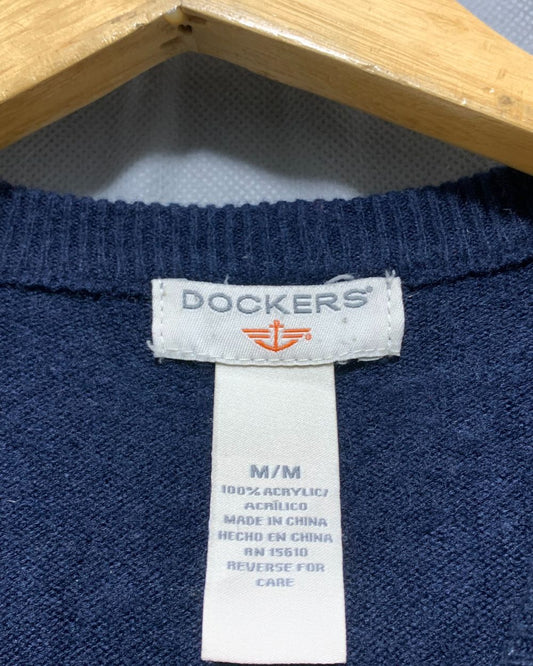 DOCKERS®
®
M/M
100% ACRYLIC/
ACRÍLICO
MADE IN CHINA
HECHO EN CHINA
RN 15610
REVERSE FOR
CARE